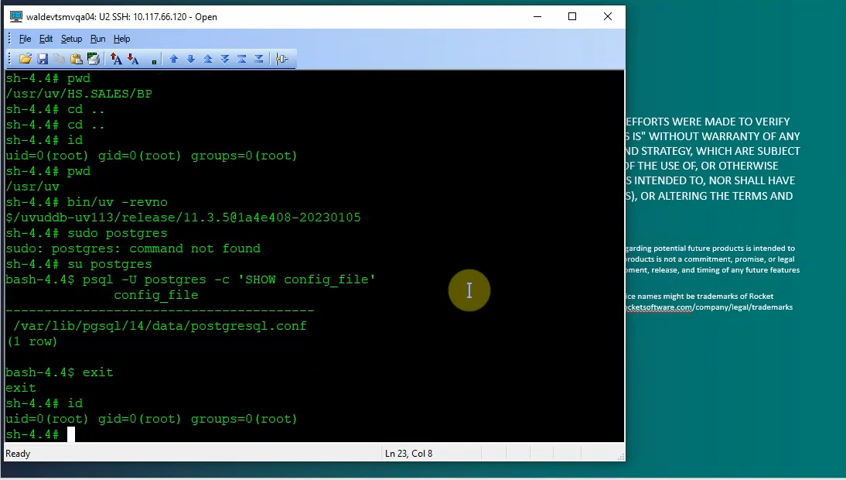 waldevtsmvqa04: U2 SSH: 10.117.66.120 - Open
File Edit Setup Run Help
sh-4.4# pwd
/usr/uv/HS.SALES/BP
sh-4.4# cd ..
sh-4.4# cd ..
sh-4.4# id
uid=0(root) gid=0(root) groups=0(root)
sh-4.4# pwd
/usr/uv
sh-4.4# bin/uv -revno
$/uvuddb-uv113/release/11.3.5@1a4e408-20230105
sh-4.4# sudo postgres
sudo: postgres: command not found
sh-4.4# su postgres
bash-4.4$ psql -U postgres -c 'SHOW config_file'
config_file
---------------------------------------
/var/lib/pgsql/14/data/postgresql.conf
(1 row)
bash-4.4$ exit
exit
sh-4.4# id
uid=0(root) gid=0(root) groups=0(root)
sh-4.4#
Ready Ln 23, Col 8
EFFORTS WERE MADE TO VERIFY
IS" WITHOUT WARRANTY OF ANY
ND STRATEGY, WHICH ARE SUBJECT
OF THE USE OF, OR OTHERWISE
IS INTENDED TO, NOR SHALL HAVE
S), OR ALTERING THE TERMS AND
garding potential future products is intended to
products is not a commitment, promise, or legal
opment, release, and timing of any future features
ice names might be trademarks of Rocket
cketsoftware.com/company/legal/trademarks